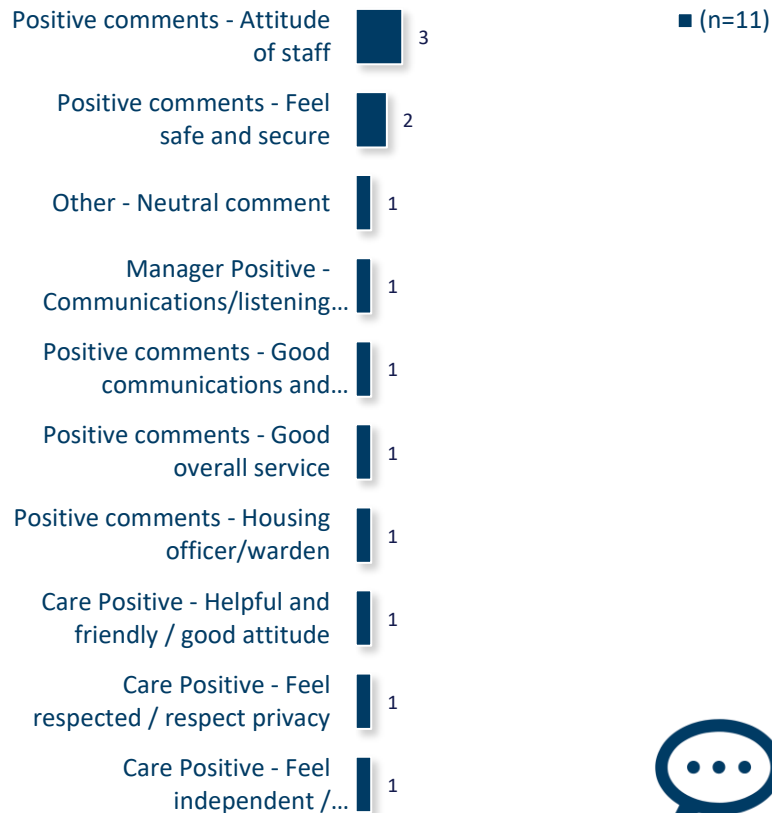 Positive comments - Attitude
of staff
3
■ (n=11)
Positive comments - Feel
safe and secure
2
Other - Neutral comment
1
Manager Positive -
Communications/listening...
1
Positive comments - Good
communications and...
1
Positive comments - Good
overall service
1
Positive comments - Housing
officer/warden
1
Care Positive - Helpful and
friendly / good attitude
1
Care Positive - Feel
respected / respect privacy
1
Care Positive - Feel
independent /...
1